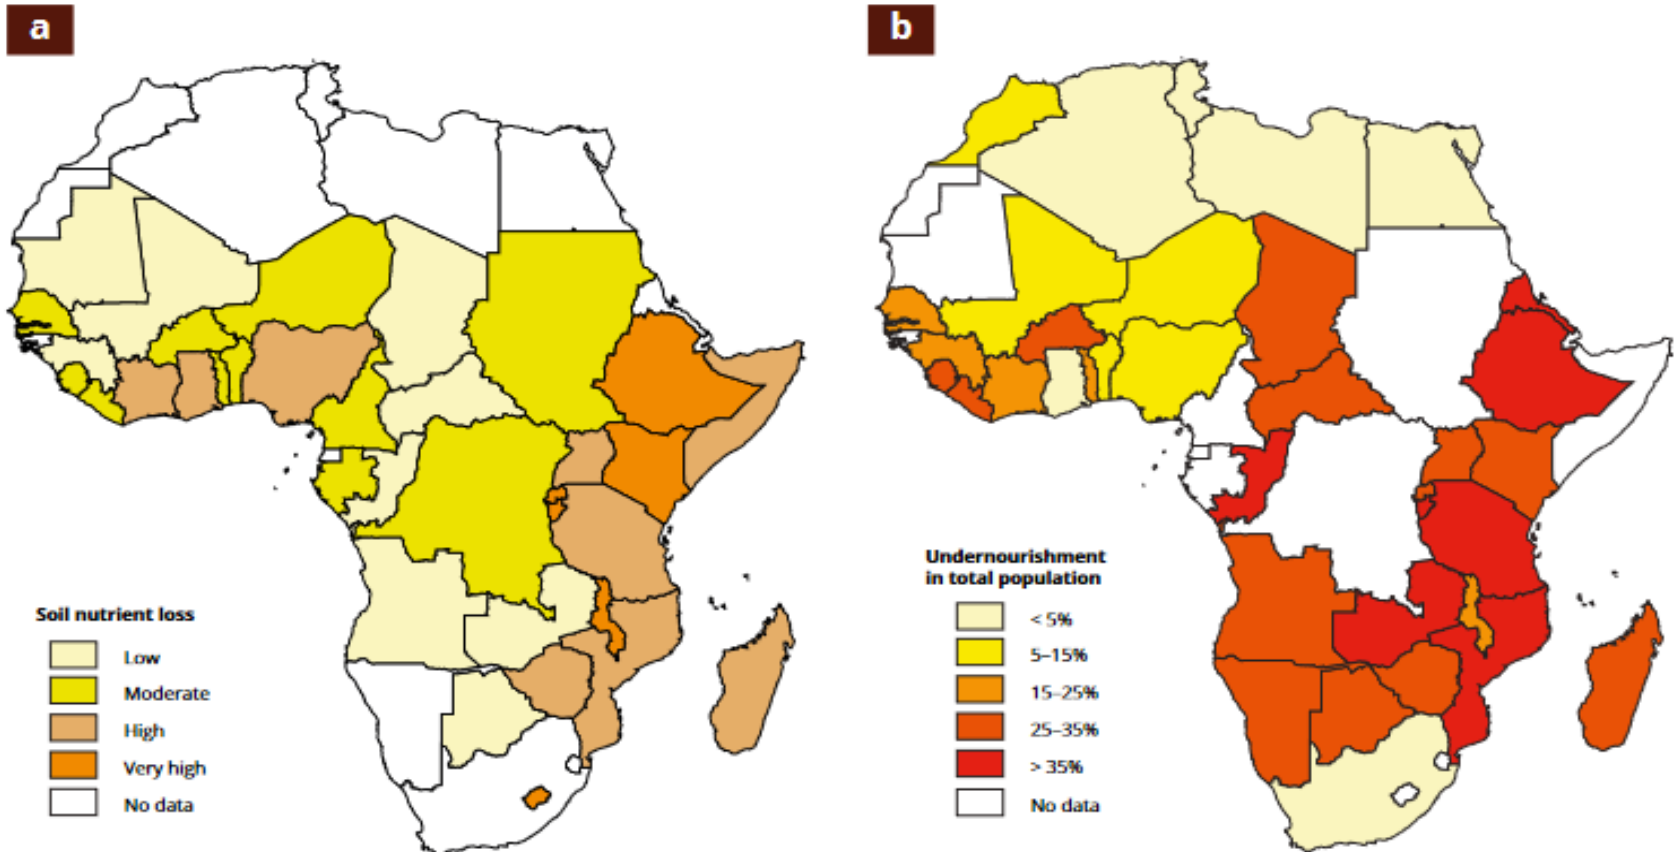 a
b
Soil nutrient loss
Low
Moderate
High
Very high
No data
Undernourishment
in total population
< 5%
5–15%
15–25%
25–35%
> 35%
No data